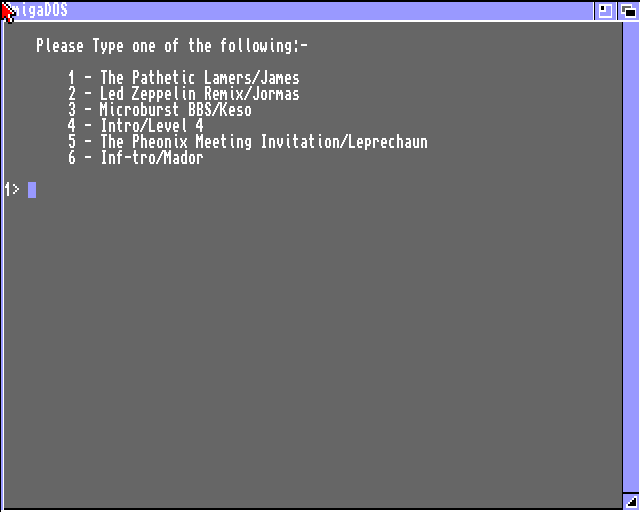 AmigaDOS
Please Type one of the following:-
1 - The Pathetic Lamers/James
2 - Led Zeppelin Remix/Jormas
3 - Microburst BBS/Keso
4 - Intro/Level 4
5 - The Pheonix Meeting Invitation/Leprechaun
6 - Inf-tro/Mador
1>